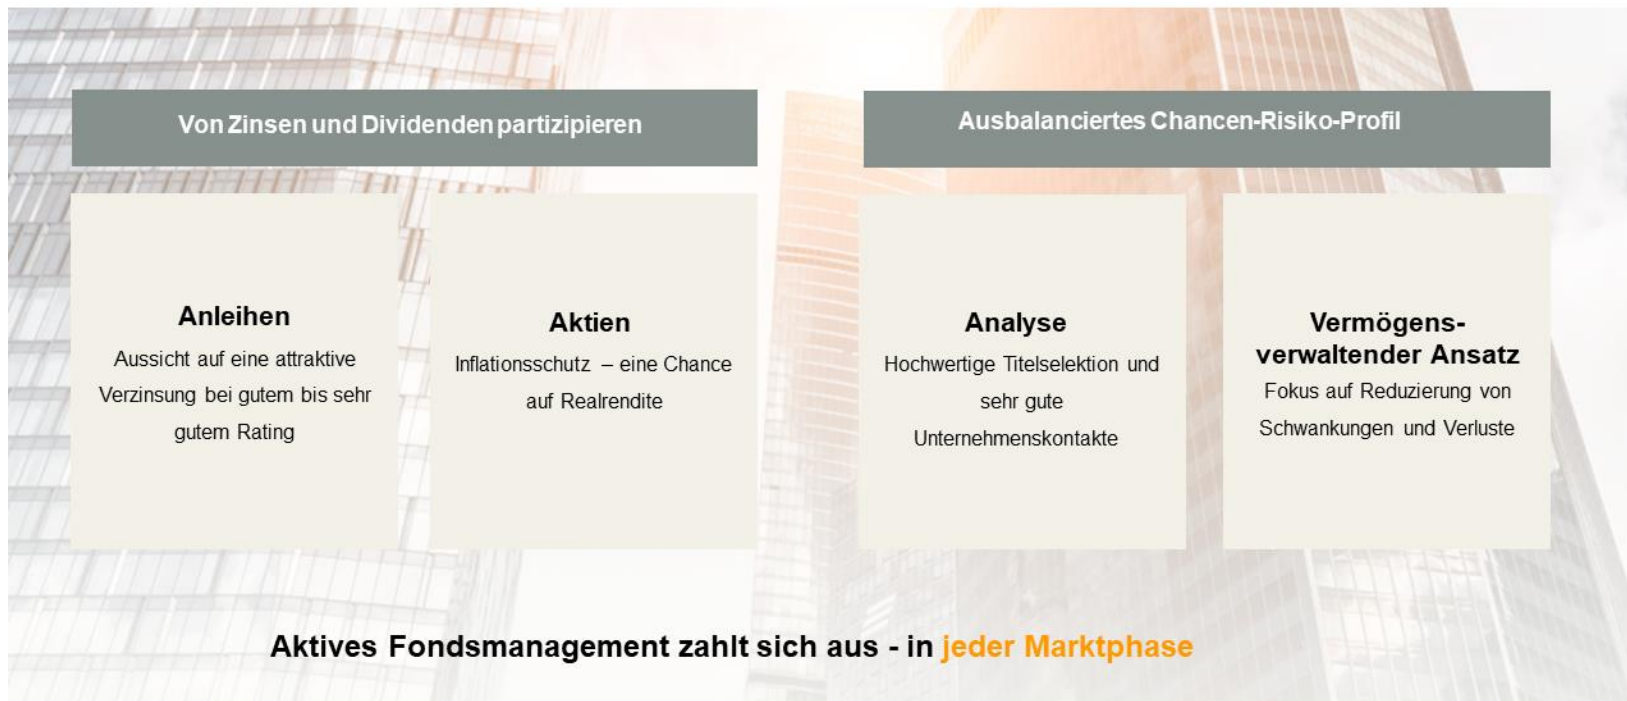 Von Zinsen und Dividenden partizipieren
Anleihen
Aussicht auf eine attraktive
Verzinsung bei gutem bis sehr
gutem Rating
Aktien
Inflationsschutz – eine Chance
auf Realrendite
Ausbalanciertes Chancen-Risiko-Profil
Analyse
Hochwertige Titelselektion und
sehr gute
Unternehmenskontakte
Vermögens-
verwaltender Ansatz
Fokus auf Reduzierung von
Schwankungen und Verluste
Aktives Fondsmanagement zahlt sich aus - in jeder Marktphase